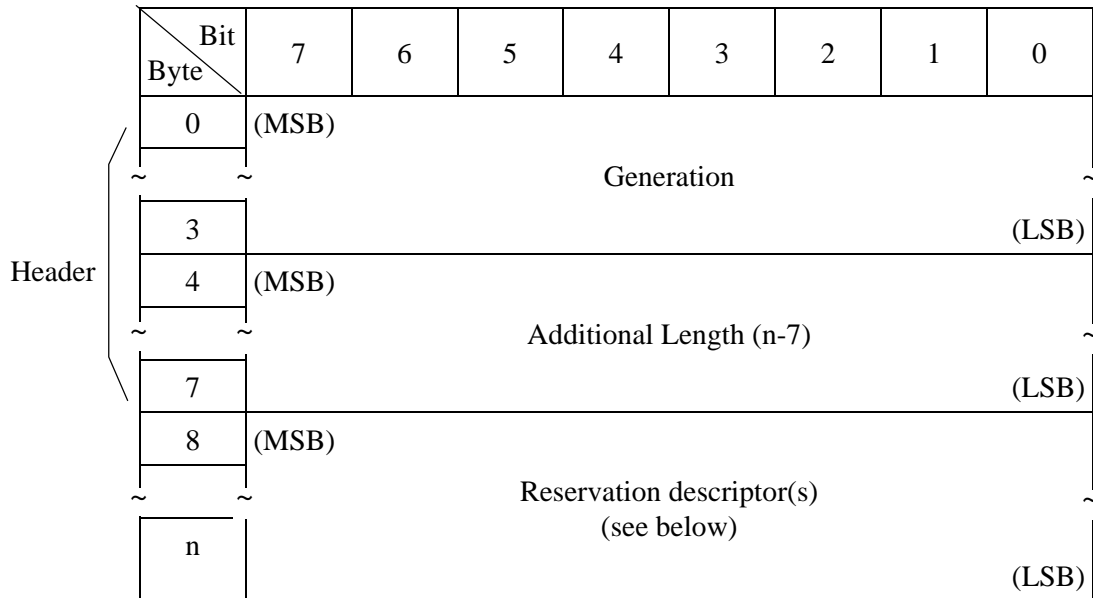 Bit
Byte 7 6 5 4 3 2 1 0
0 (MSB)
~ ~ Generation ~
3 (LSB)
Header
4 (MSB)
~ ~ Additional Length (n-7) ~
7 (LSB)
8 (MSB)
~ ~ Reservation descriptor(s) ~
(see below)
n
(LSB)